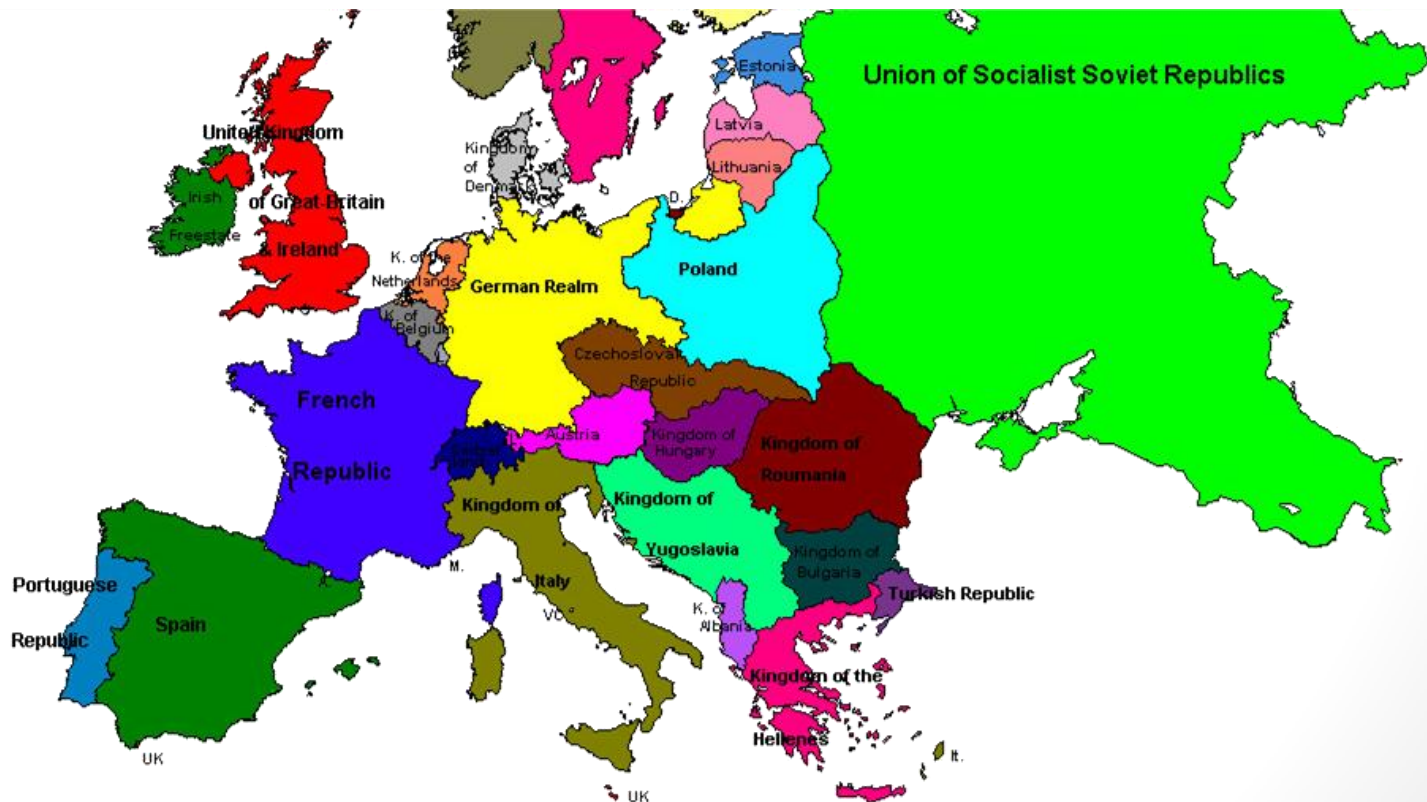 Estonia
Union of Socialist Soviet Republics
Latvia
Lithuania
United Kingdom
of Great Britain
& Ireland
Irish
Freestate
Kingdom
of
Denmark
D.
K. of the
Netherlands
K. of
Belgium
German Realm
Poland
Czechoslovak
Republic
French
Republic
Austria
Kingdom of
Hungary
Kingdom of
Roumania
Kingdom of
Italy
Kingdom of
Yugoslavia
Kingdom of
Bulgaria
Turkish Republic
K. of
Albania
Kingdom of the
Hellenes
M.
VC
Portuguese
Republic
Spain
UK
UK
It.